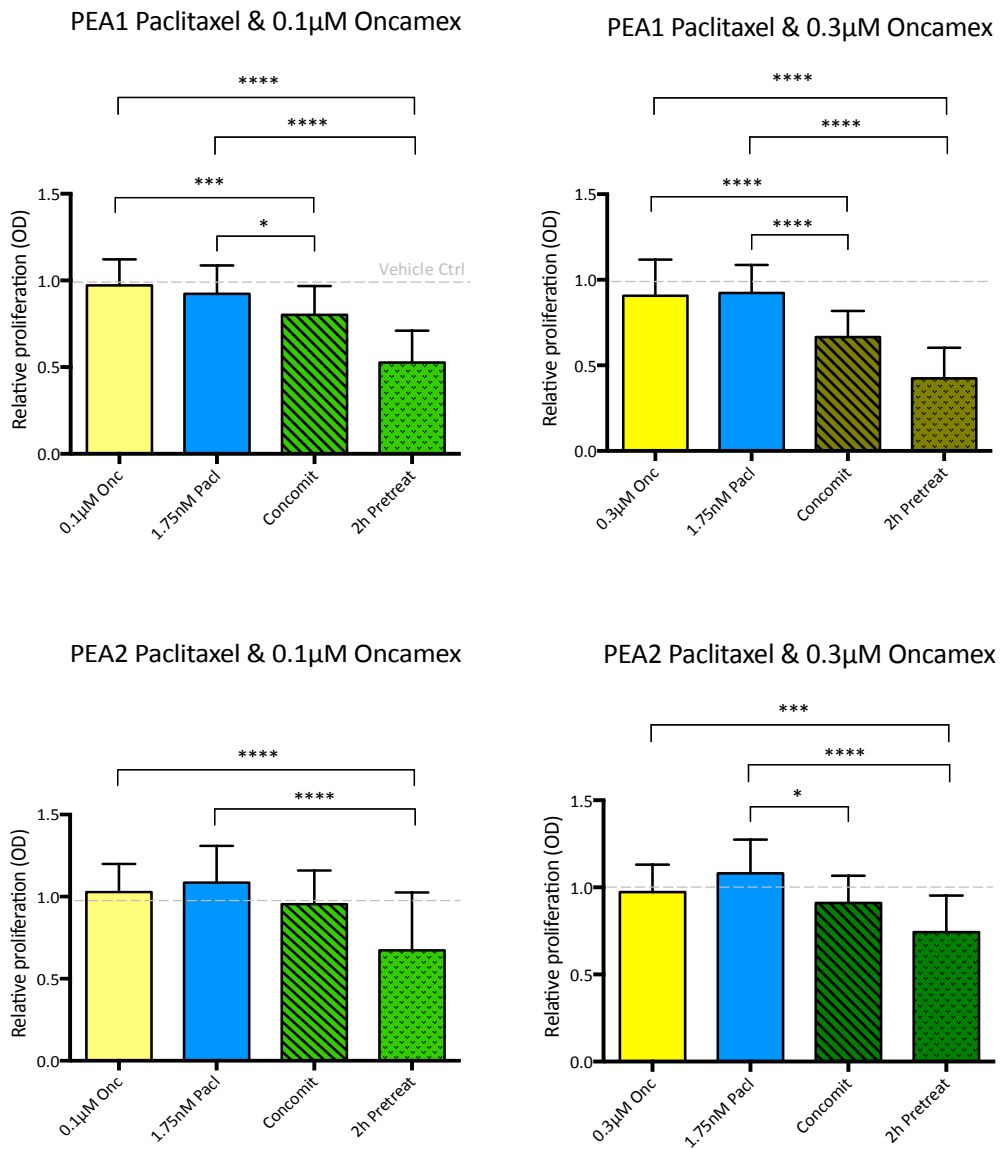 PEA1 Paclitaxel & 0.1µM Oncamex
****
****
***
*
Relative proliferation (OD)
1.5
1.0
0.5
0.0
Vehicle Ctrl
0.1µM Onc
1.75nM Pacl
Concomit
2h Pretreat
PEA1 Paclitaxel & 0.3µM Oncamex
****
****
****
****
Relative proliferation (OD)
1.5
1.0
0.5
0.0
0.3µM Onc
1.75nM Pacl
Concomit
2h Pretreat
PEA2 Paclitaxel & 0.1µM Oncamex
****
****
Relative proliferation (OD)
1.5
1.0
0.5
0.0
0.1µM Onc
1.75nM Pacl
Concomit
2h Pretreat
PEA2 Paclitaxel & 0.3µM Oncamex
***
****
*
Relative proliferation (OD)
1.5
1.0
0.5
0.0
0.3µM Onc
1.75nM Pacl
Concomit
2h Pretreat